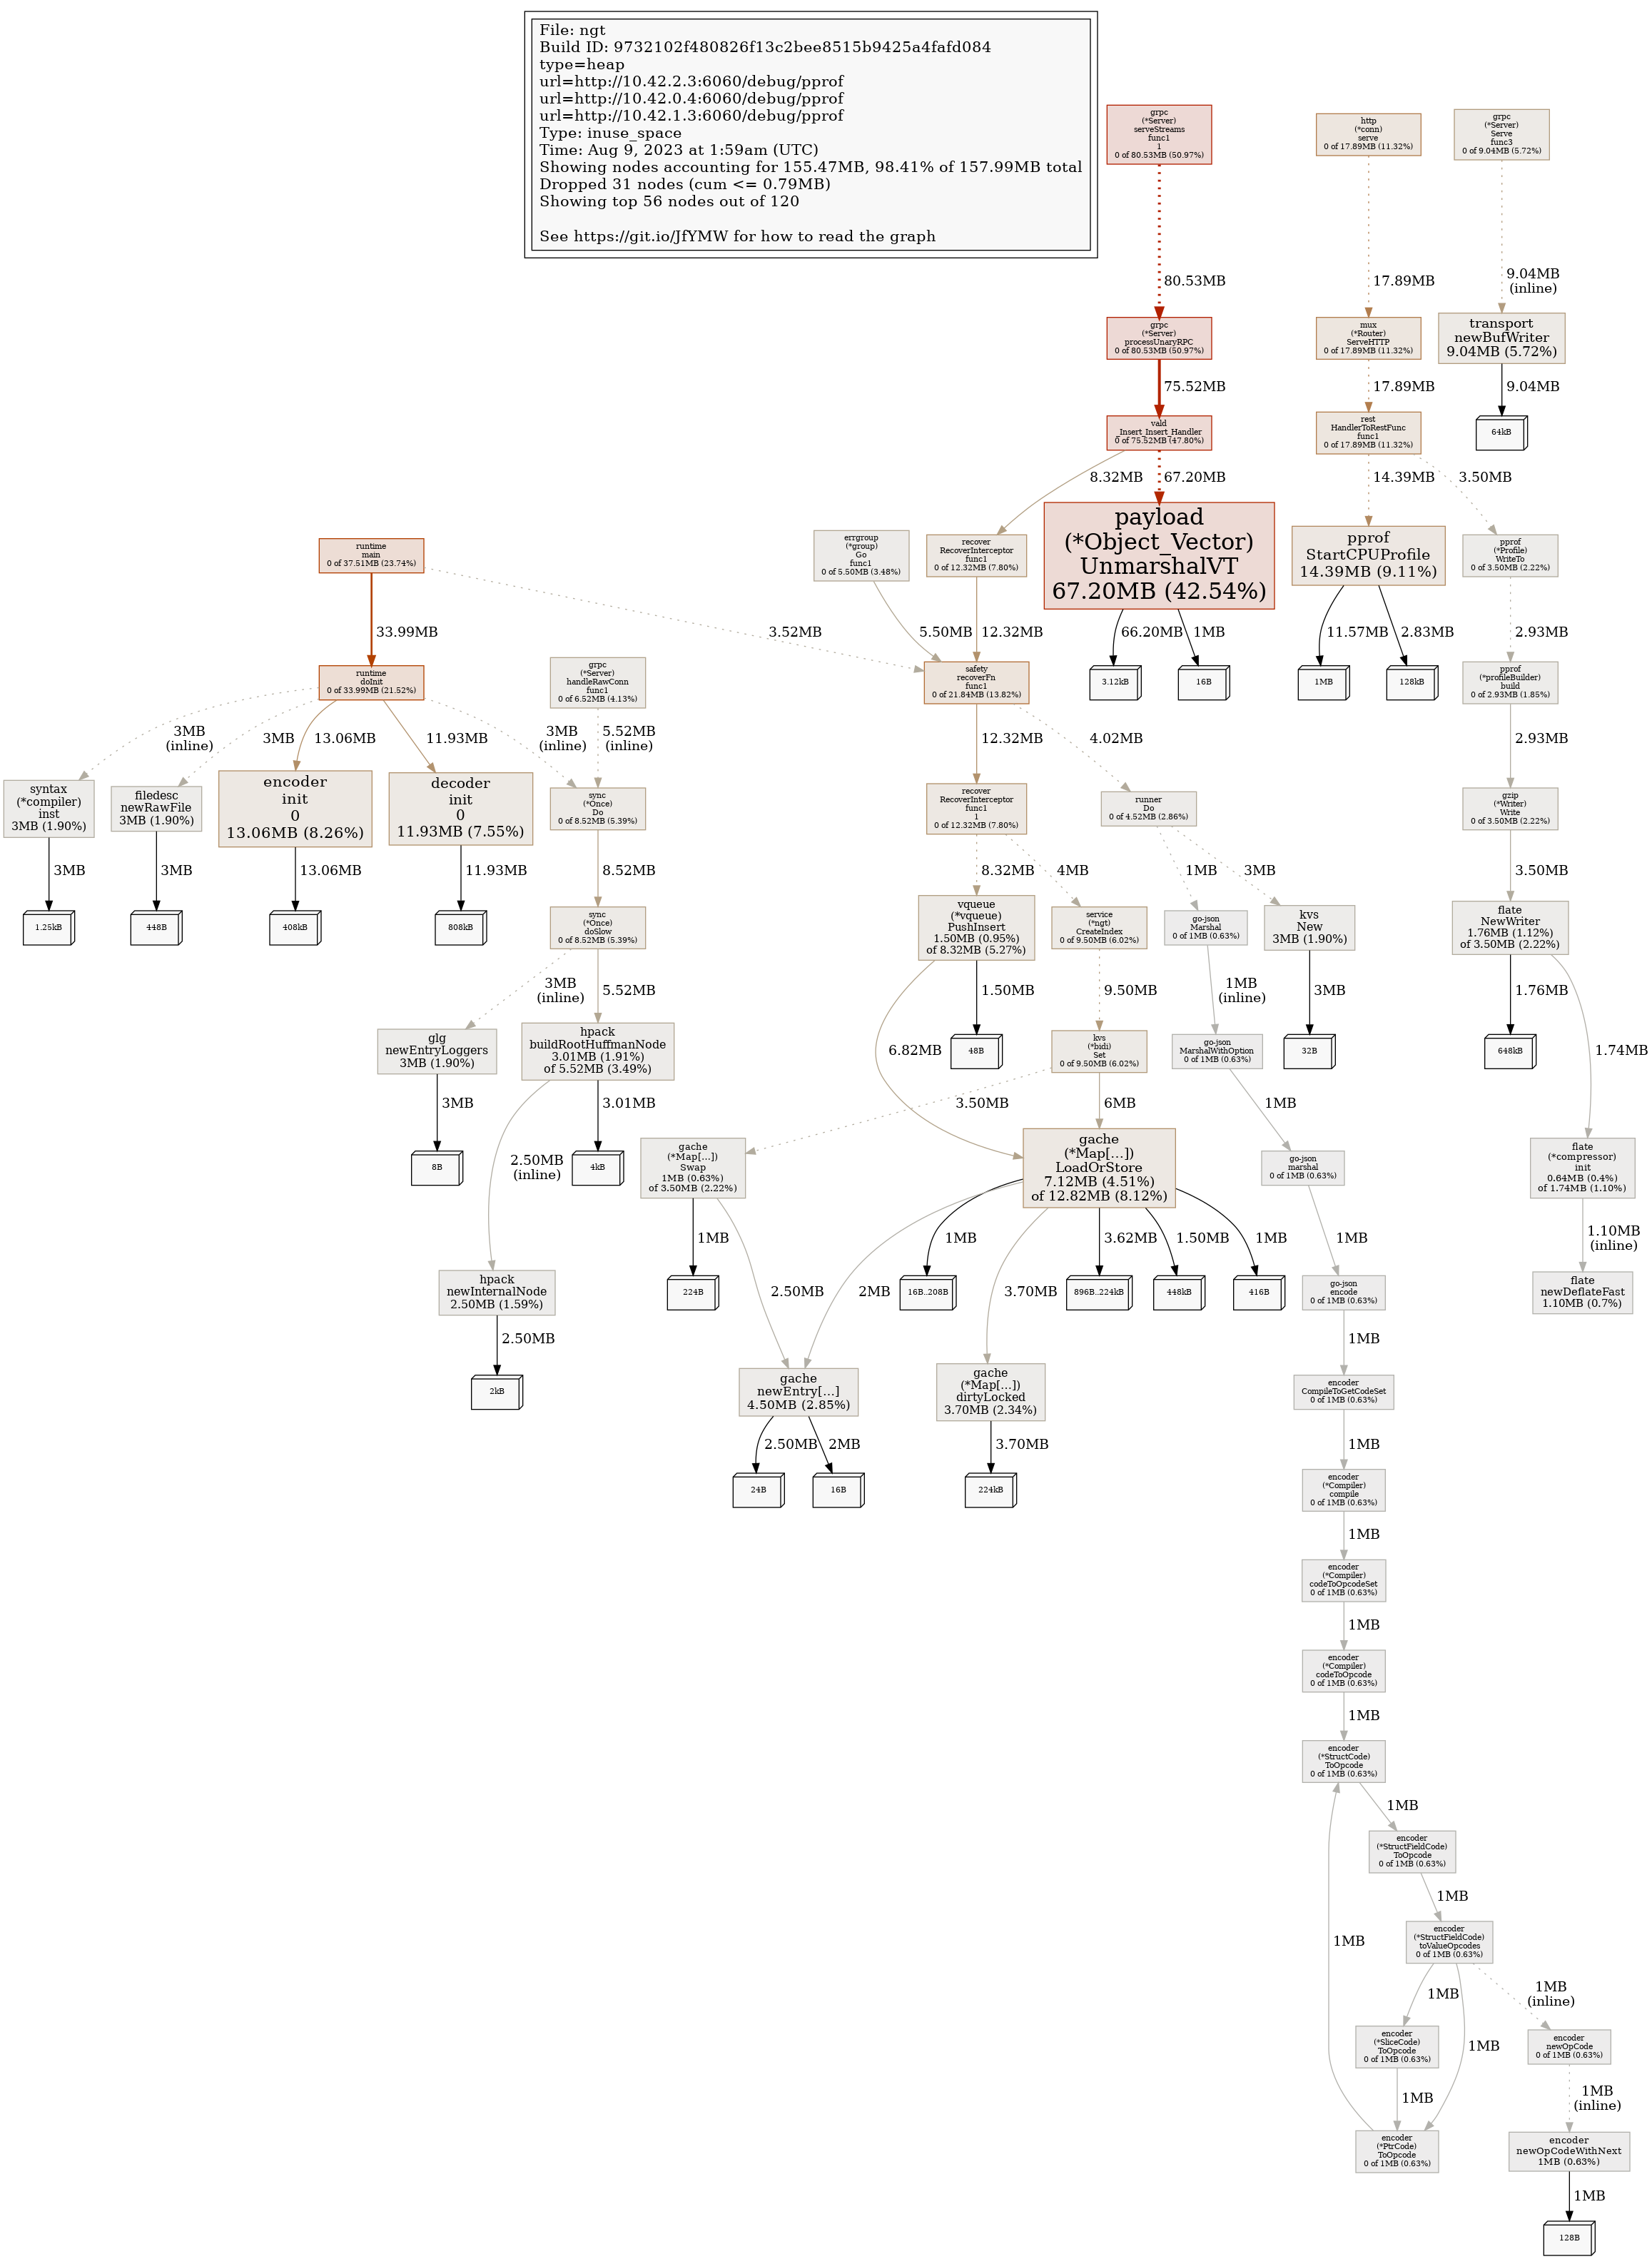 File: ngt
Build ID: 9732102f480826f13c2bee8515b9425a4fafd084
type=heap
url=http://10.42.2.3:6060/debug/pprof
url=http://10.42.0.4:6060/debug/pprof
url=http://10.42.1.3:6060/debug/pprof
Type: inuse_space
Time: Aug 9, 2023 at 1:59am (UTC)
Showing nodes accounting for 155.47MB, 98.41% of 157.99MB total
Dropped 31 nodes (cum <= 0.79MB)
Showing top 56 nodes out of 120
See https://git.io/JfYMW for how to read the graph
grpc
(*Server)
serveStreams
func1
1
0 of 80.53MB (50.97%)
http
(*conn)
serve
0 of 17.89MB (11.32%)
grpc
(*Server)
Serve
func3
0 of 9.04MB (5.72%)
80.53MB
17.89MB
9.04MB
(inline)
grpc
(*Server)
processUnaryRPC
0 of 80.53MB (50.97%)
mux
(*Router)
ServeHTTP
0 of 17.89MB (11.32%)
transport
newBufWriter
9.04MB (5.72%)
75.52MB
17.89MB
9.04MB
vald
_Insert_Insert_Handler
0 of 75.52MB (47.80%)
rest
HandlerToRestFunc
func1
0 of 17.89MB (11.32%)
64kB
8.32MB
67.20MB
14.39MB
3.50MB
runtime
main
0 of 37.51MB (23.74%)
errgroup
(*group)
Go
func1
0 of 5.50MB (3.48%)
recover
RecoverInterceptor
func1
0 of 12.32MB (7.80%)
payload
(*Object_Vector)
UnmarshalVT
67.20MB (42.54%)
pprof
StartCPUProfile
14.39MB (9.11%)
pprof
(*Profile)
WriteTo
0 of 3.50MB (2.22%)
33.99MB
3.52MB
5.50MB
12.32MB
66.20MB
1MB
11.57MB
2.83MB
2.93MB
runtime
doInit
0 of 33.99MB (21.52%)
grpc
(*Server)
handleRawConn
func1
0 of 6.52MB (4.13%)
safety
recoverFn
func1
0 of 21.84MB (13.82%)
3.12kB
16B
1MB
128kB
pprof
(*profileBuilder)
build
0 of 2.93MB (1.85%)
3MB
(inline)
3MB
13.06MB
11.93MB
3MB
(inline)
5.52MB
(inline)
12.32MB
4.02MB
2.93MB
syntax
(*compiler)
inst
3MB (1.90%)
filedesc
newRawFile
3MB (1.90%)
encoder
init
0
13.06MB (8.26%)
decoder
init
0
11.93MB (7.55%)
sync
(*Once)
Do
0 of 8.52MB (5.39%)
recover
RecoverInterceptor
func1
1
0 of 12.32MB (7.80%)
runner
Do
0 of 4.52MB (2.86%)
gzip
(*Writer)
Write
0 of 3.50MB (2.22%)
3MB
3MB
13.06MB
11.93MB
8.52MB
8.32MB
4MB
1MB
3MB
3.50MB
1.25kB
448B
408kB
808kB
sync
(*Once)
doSlow
0 of 8.52MB (5.39%)
vqueue
(*vqueue)
PushInsert
1.50MB (0.95%)
of 8.32MB (5.27%)
service
(*ngt)
CreateIndex
0 of 9.50MB (6.02%)
go-json
Marshal
0 of 1MB (0.63%)
kvs
New
3MB (1.90%)
flate
NewWriter
1.76MB (1.12%)
of 3.50MB (2.22%)
3MB
(inline)
5.52MB
6.82MB
1.50MB
9.50MB
1MB
(inline)
3MB
1.76MB
1.74MB
glg
newEntryLoggers
3MB (1.90%)
hpack
buildRootHuffmanNode
3.01MB (1.91%)
of 5.52MB (3.49%)
48B
kvs
(*bidi)
Set
0 of 9.50MB (6.02%)
go-json
MarshalWithOption
0 of 1MB (0.63%)
32B
648kB
3MB
2.50MB
(inline)
3.01MB
3.50MB
6MB
1MB
8B
4kB
gache
(*Map[…])
Swap
1MB (0.63%)
of 3.50MB (2.22%)
gache
(*Map[…])
LoadOrStore
7.12MB (4.51%)
of 12.82MB (8.12%)
go-json
marshal
0 of 1MB (0.63%)
flate
(*compressor)
init
0.64MB (0.4%)
of 1.74MB (1.10%)
1MB
2.50MB
2MB
1MB
3.70MB
3.62MB
1.50MB
1MB
1MB
1.10MB
(inline)
hpack
newInternalNode
2.50MB (1.59%)
224B
16B..208B
896B..224kB
448kB
416B
go-json
encode
0 of 1MB (0.63%)
flate
newDeflateFast
1.10MB (0.7%)
2.50MB
1MB
2kB
gache
newEntry[…]
4.50MB (2.85%)
gache
(*Map[…])
dirtyLocked
3.70MB (2.34%)
encoder
CompileToGetCodeSet
0 of 1MB (0.63%)
2.50MB
2MB
3.70MB
1MB
24B
16B
224kB
encoder
(*Compiler)
compile
0 of 1MB (0.63%)
1MB
encoder
(*Compiler)
codeToOpcodeSet
0 of 1MB (0.63%)
1MB
encoder
(*Compiler)
codeToOpcode
0 of 1MB (0.63%)
1MB
encoder
(*StructCode)
ToOpcode
0 of 1MB (0.63%)
1MB
encoder
(*StructFieldCode)
ToOpcode
0 of 1MB (0.63%)
1MB
encoder
(*StructFieldCode)
toValueOpcodes
0 of 1MB (0.63%)
1MB
1MB
1MB
(inline)
1MB
encoder
(*SliceCode)
ToOpcode
0 of 1MB (0.63%)
encoder
newOpCode
0 of 1MB (0.63%)
1MB
1MB
(inline)
encoder
(*PtrCode)
ToOpcode
0 of 1MB (0.63%)
encoder
newOpCodeWithNext
1MB (0.63%)
1MB
128B